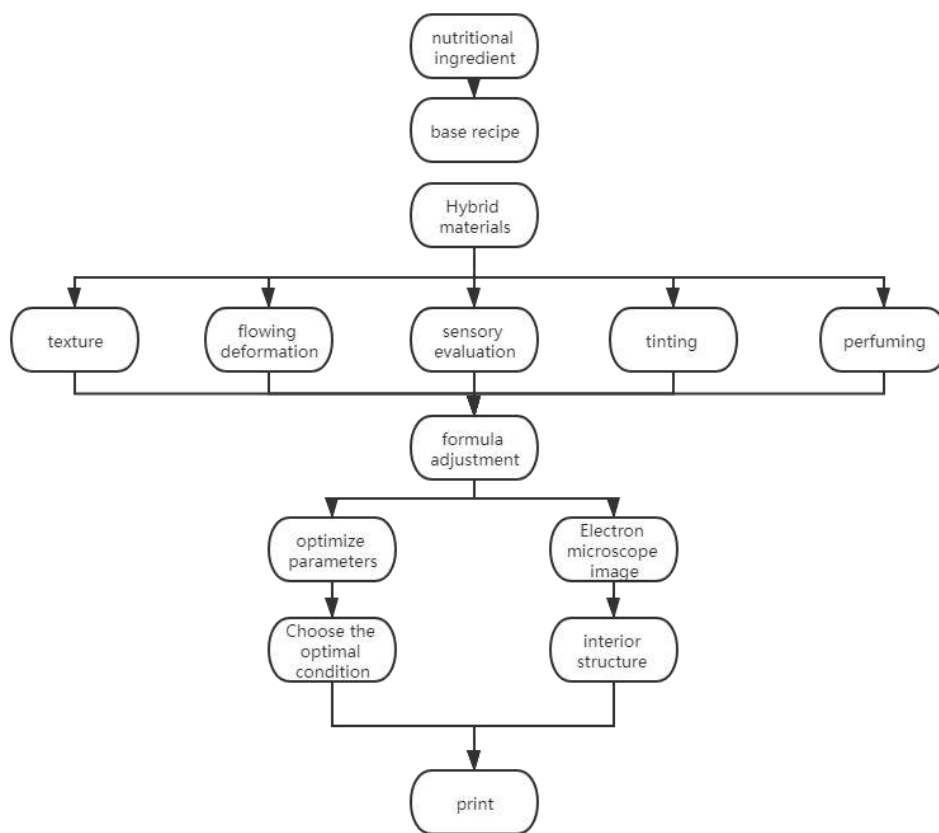 nutritional
ingredient
base recipe
Hybrid
materials
texture
flowing
deformation
sensory
evaluation
tinting
perfuming
formula
adjustment
optimize
parameters
Electron
microscope
image
Choose the
optimal
condition
interior
structure
print